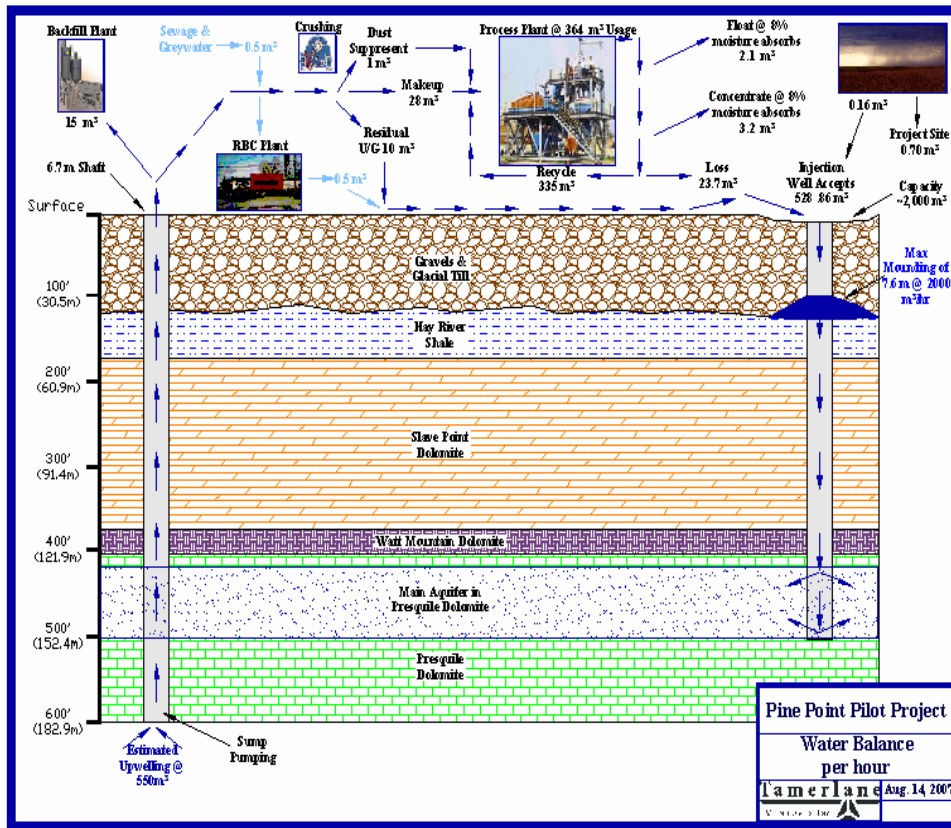 Backfill Plant
15 m³
6.7 m Shaft
Sewage &
Greywater
0.5 m³
RBC Plant
0.5 m³
Crushing
Dust
Suppresent
1 m³
Makeup
28 m³
Residual
U/G 10 m³
Process Plant @ 364 m³ Usage
Recycle
335 m³
Float @ 8%
moisture absorbs
2.1 m³
Concentrate @ 8%
moisture absorbs
3.2 m³
Loss
23.7 m³
0.16 m³
Project Site
0.70 m³
Injection
Well Accepts
528 .86 m³
Capacity
~2,000 m³
Max
Mounding of
7.6 m @ 2000
m³/hr
Surface
100'
(30.5m)
200'
(60.9m)
300'
(91.4m)
400'
(121.9m)
500'
(152.4m)
600'
(182.9m)
Gravels &
Glacial Till
Hay River
Shale
Slave Point
Dolomite
Watt Mountain Dolomite
Main Aquifer in
Presquile Dolomite
Presquile
Dolomite
Estimated
Upwelling @
550m³
Sump
Pumping
Pine Point Pilot Project
Water Balance
per hour
Tamerlane
Aug. 14, 2007